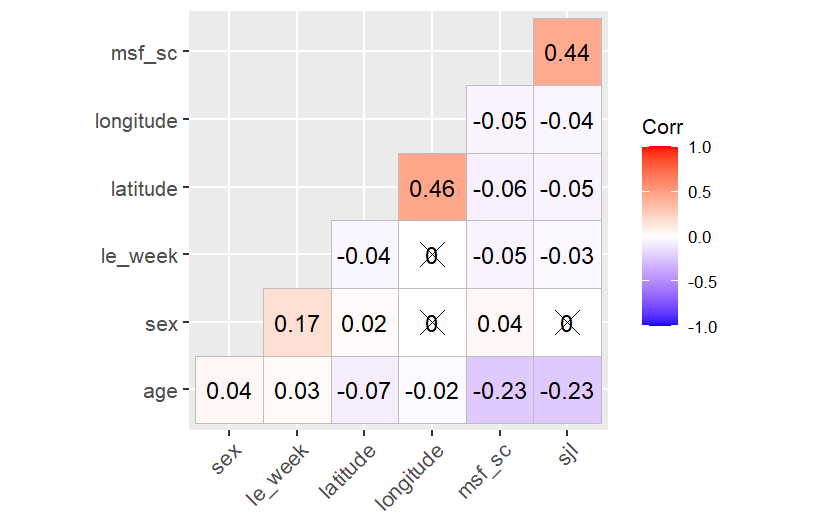 msf_sc 0.44
longitude -0.05 -0.04
latitude 0.46 -0.06 -0.05
le_week -0.04 0 -0.05 -0.03
sex 0.17 0.02 0 0.04 0
age 0.04 0.03 -0.07 -0.02 -0.23 -0.23
sex le_week latitude longitude msf_sc sjl
Corr
1.0
0.5
0.0
-0.5
-1.0